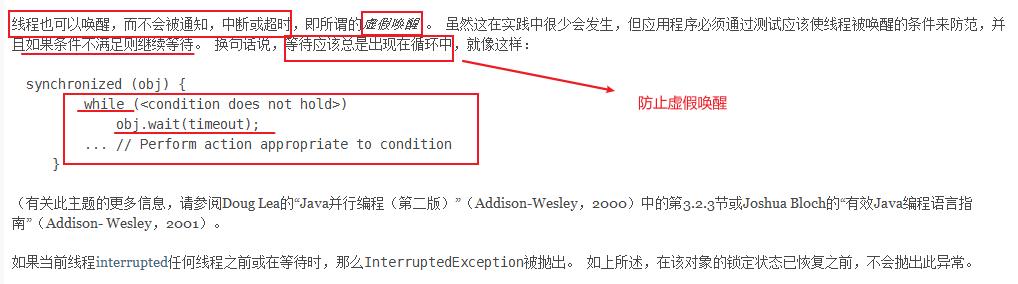 线程也可以唤醒，而不会被通知，中断或超时，即所谓的虚假唤醒 。 虽然这在实践中很少会发生，但应用程序必须通过测试应该使线程被唤醒的条件来防范，并
且如果条件不满足则继续等待。 换句话说，等待应该总是出现在循环中，就像这样：
synchronized (obj) {
while (<condition does not hold>)
obj.wait(timeout);
... // Perform action appropriate to condition
}
防止虚假唤醒
（有关此主题的更多信息，请参阅Doug Lea的“Java并行编程（第二版）”（Addison-Wesley，2000）中的第3.2.3节或Joshua Bloch的“有效Java编程语言指
南”（Addison- Wesley，2001）。
如果当前线程interrupted任何线程之前或在等待时，那么InterruptedException被抛出。 如上所述，在该对象的锁定状态已恢复之前，不会抛出此异常。